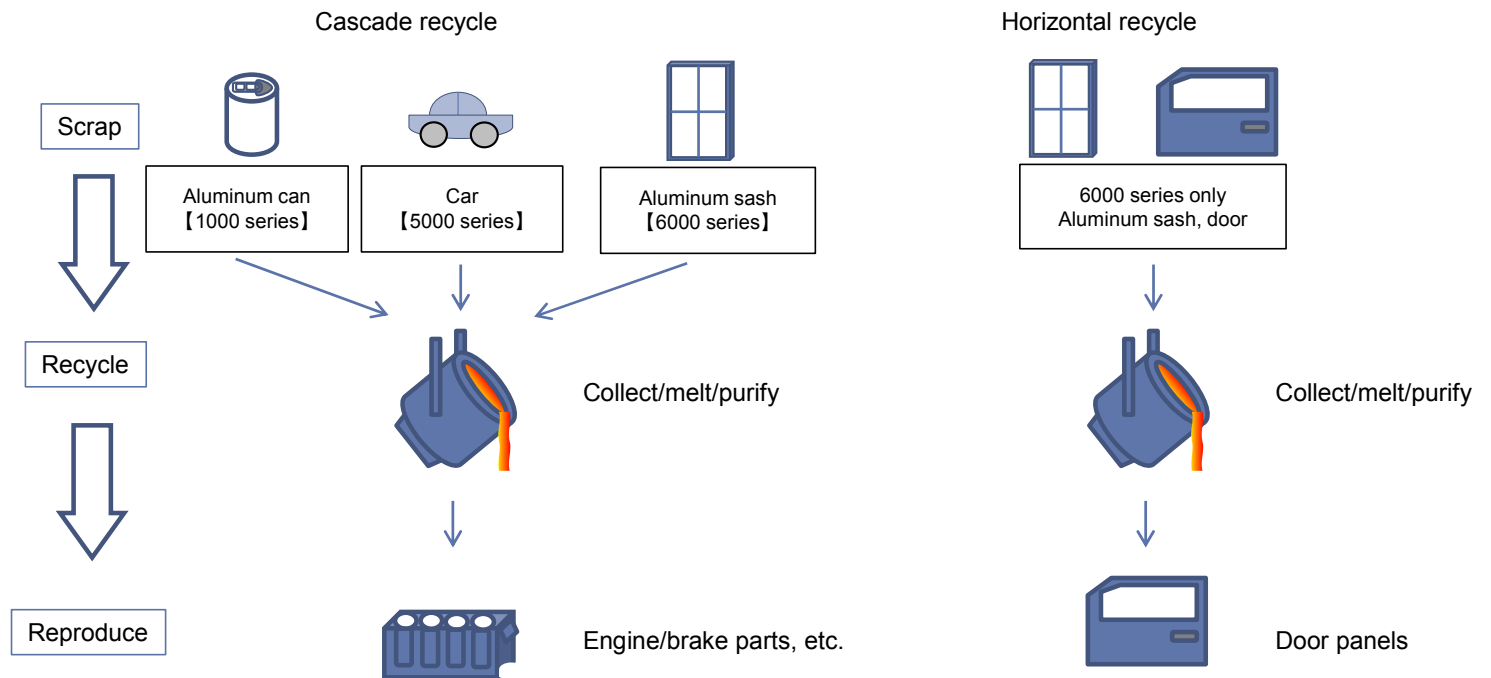 Cascade recycle
Horizontal recycle
Scrap
Aluminum can
【1000 series】
Car
【5000 series】
Aluminum sash
【6000 series】
6000 series only
Aluminum sash, door
Recycle
Collect/melt/purify
Collect/melt/purify
Reproduce
Engine/brake parts, etc.
Door panels